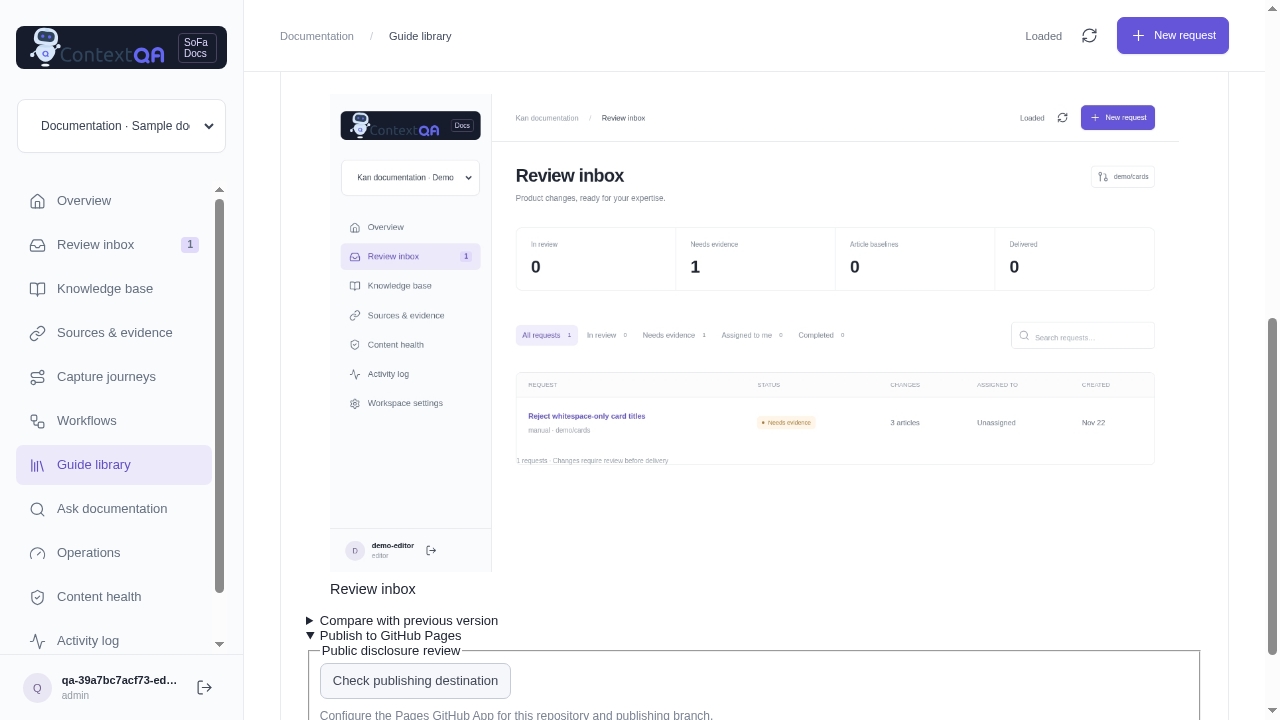 ContextQA
SoFa Docs
Documentation · Sample do
Overview
Review inbox 1
Knowledge base
Sources & evidence
Capture journeys
Workflows
Guide library
Ask documentation
Operations
Content health
Activity log
Q
qa-39a7bc7acf73-ed...
admin
Documentation / Guide library
Loaded
New request
ContextQA
Docs
Kan documentation · Demo
Overview
Review inbox 1
Knowledge base
Sources & evidence
Content health
Activity log
Workspace settings
D
demo-editor
editor
Kan documentation / Review inbox
Loaded
New request
Review inbox
demo/cards
Product changes, ready for your expertise.
In review Needs evidence Article baselines Delivered
0 1 0 0
All requests 1 In review 0 Needs evidence 1 Assigned to me 0 Completed 0
Search requests...
REQUEST STATUS CHANGES ASSIGNED TO CREATED
Reject whitespace-only card titles
manual · demo/cards
Needs evidence 3 articles Unassigned Nov 22
1 requests · Changes require review before delivery
Review inbox
Compare with previous version
Publish to GitHub Pages
Public disclosure review
Check publishing destination
Configure the Pages GitHub App for this repository and publishing branch.